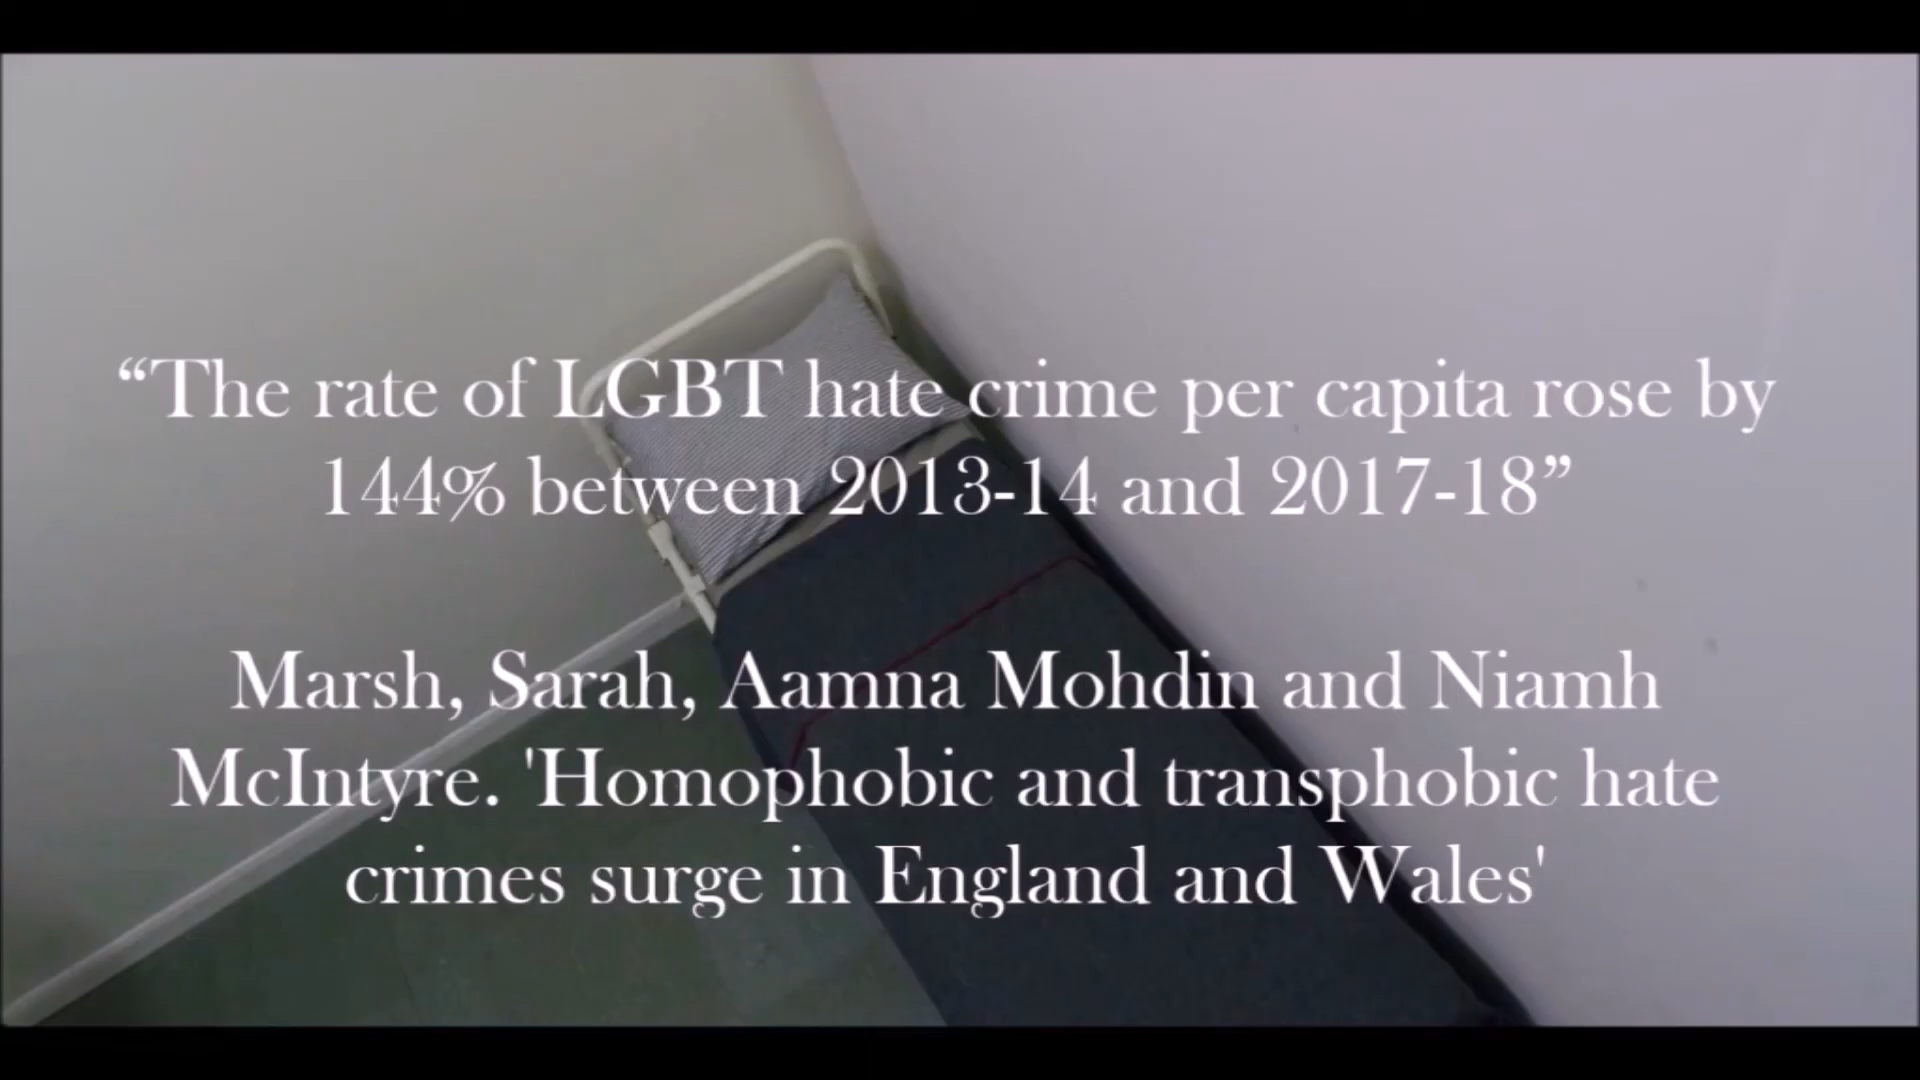 “The rate of LGBT hate crime per capita rose by
144% between 2013-14 and 2017-18”
Marsh, Sarah, Aamna Mohdin and Niamh
McIntyre. 'Homophobic and transphobic hate
crimes surge in England and Wales'